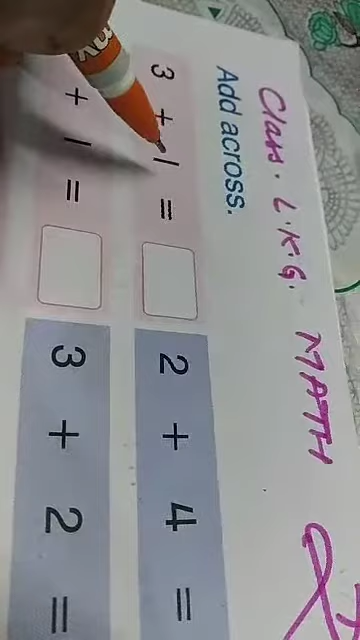 Class. L.K.G. MATH
Add across.
3 + 1 =
2 + 4 =
+ 1 =
3 + 2 =